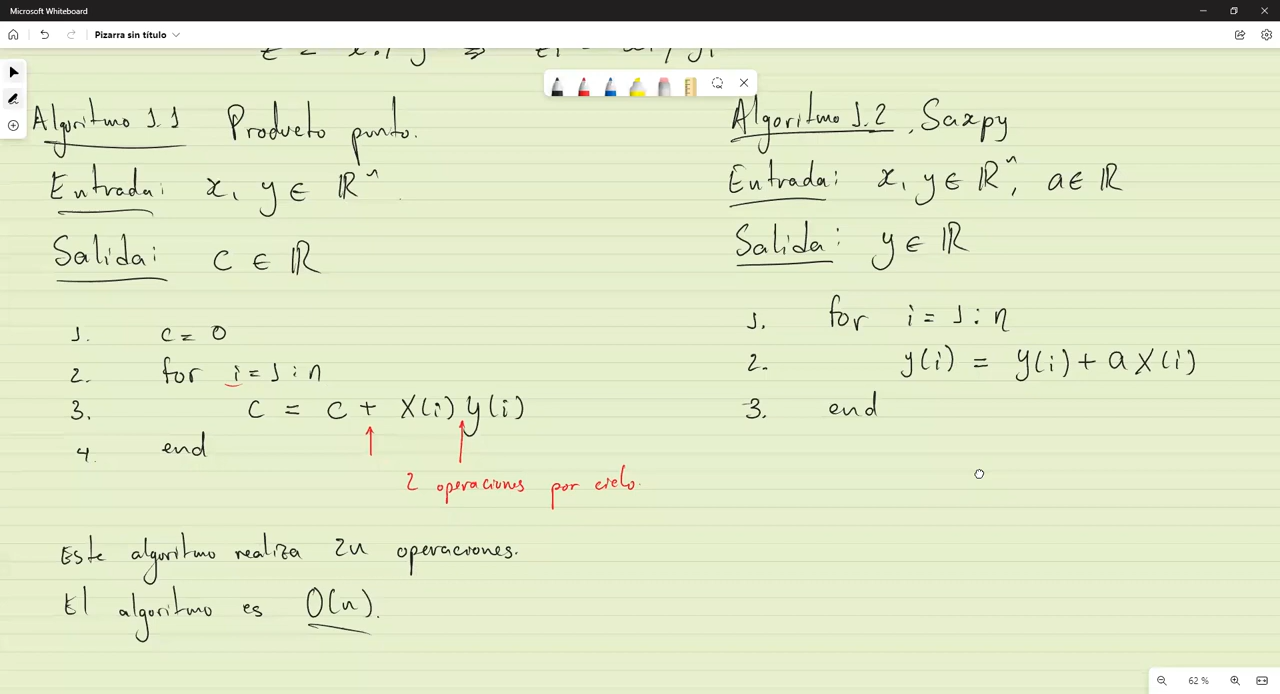 Microsoft Whiteboard
Pizarra sin título
Algoritmo 1.1 Producto punto.
Entrada: x, y ∈ ℝⁿ
Salida: c ∈ ℝ
1. c = 0
2. for i = 1 : n
3. c = c + x(i) y(i)
4. end
2 operaciones por ciclo.
Este algoritmo realiza 2n operaciones.
El algoritmo es O(n).
Algoritmo 1.2, Saxpy
Entrada: x, y ∈ ℝⁿ, a ∈ ℝ
Salida: y ∈ ℝ
1. for i = 1 : n
2. y(i) = y(i) + a x(i)
3. end
62 %